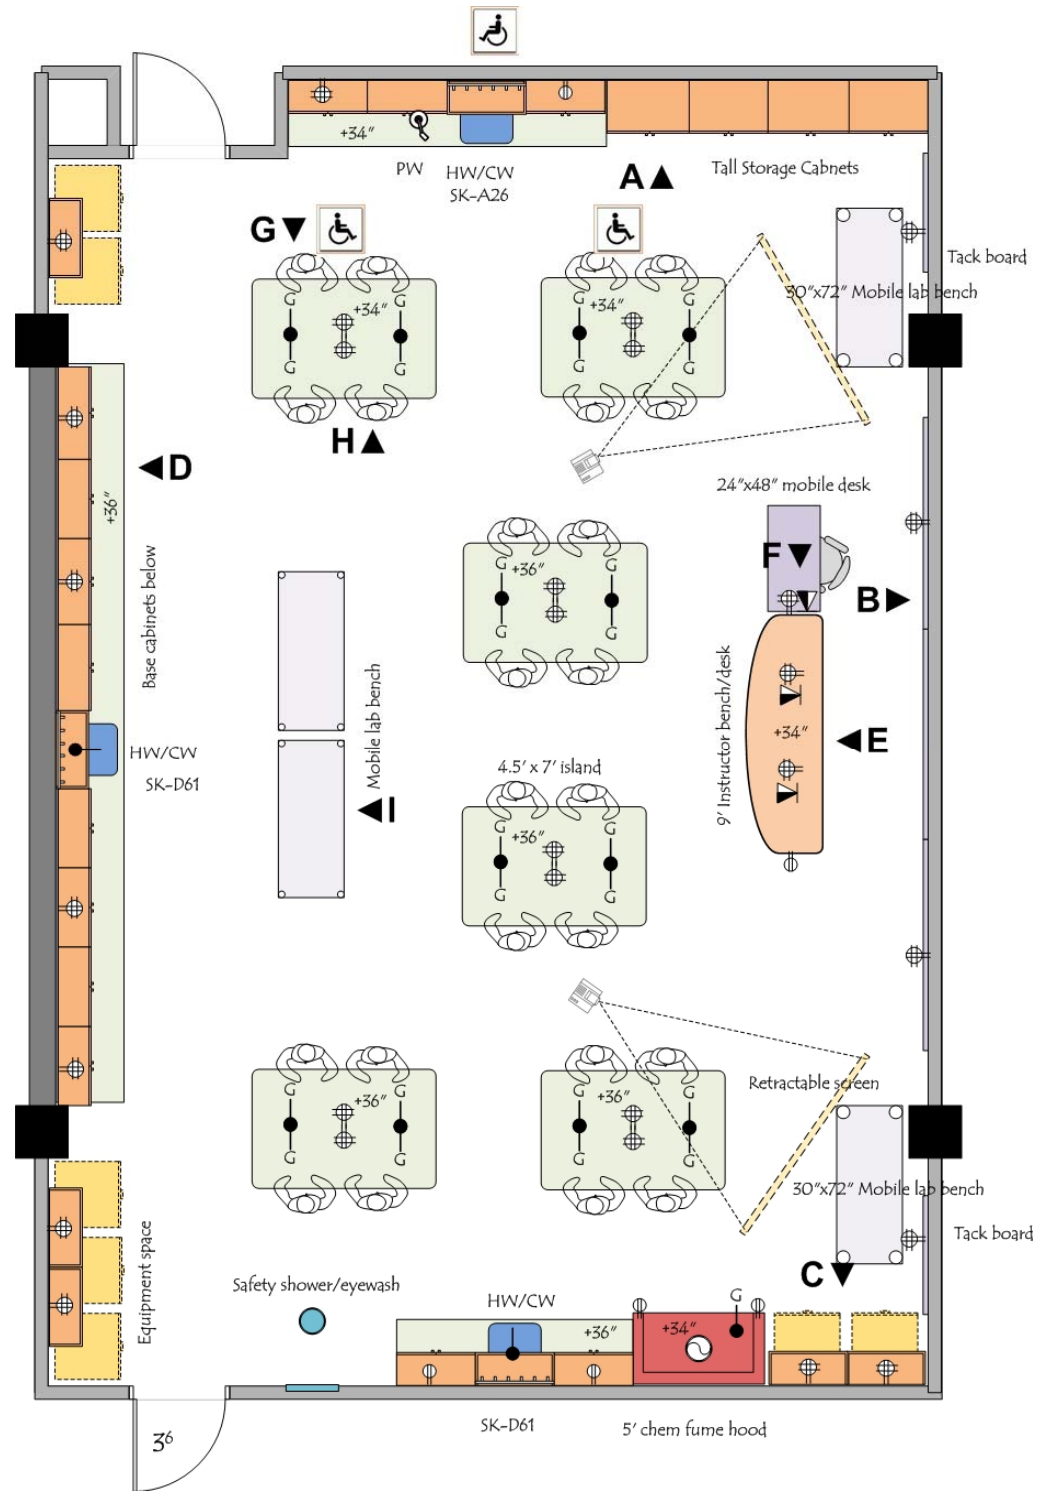 +34"
PW
HW/CW
SK-A26
A
Tall Storage Cabnets
G
Tack board
30"x72" Mobile lab bench
G
G
+34"
G
G
G
G
+34"
G
G
H
D
24"x48" mobile desk
+36"
Base cabinets below
F
B
G
G
+36"
G
G
9' Instructor bench/desk
+34"
E
Mobile lab bench
HW/CW
SK-D61
4.5' x 7' island
I
G
G
+36"
G
G
Retractable screen
G
G
+36"
G
G
G
G
+36"
G
G
30"x72" Mobile lab bench
Tack board
C
Equipment space
Safety shower/eyewash
HW/CW
G
+36"
+34"
SK-D61
5' chem fume hood
3⁶